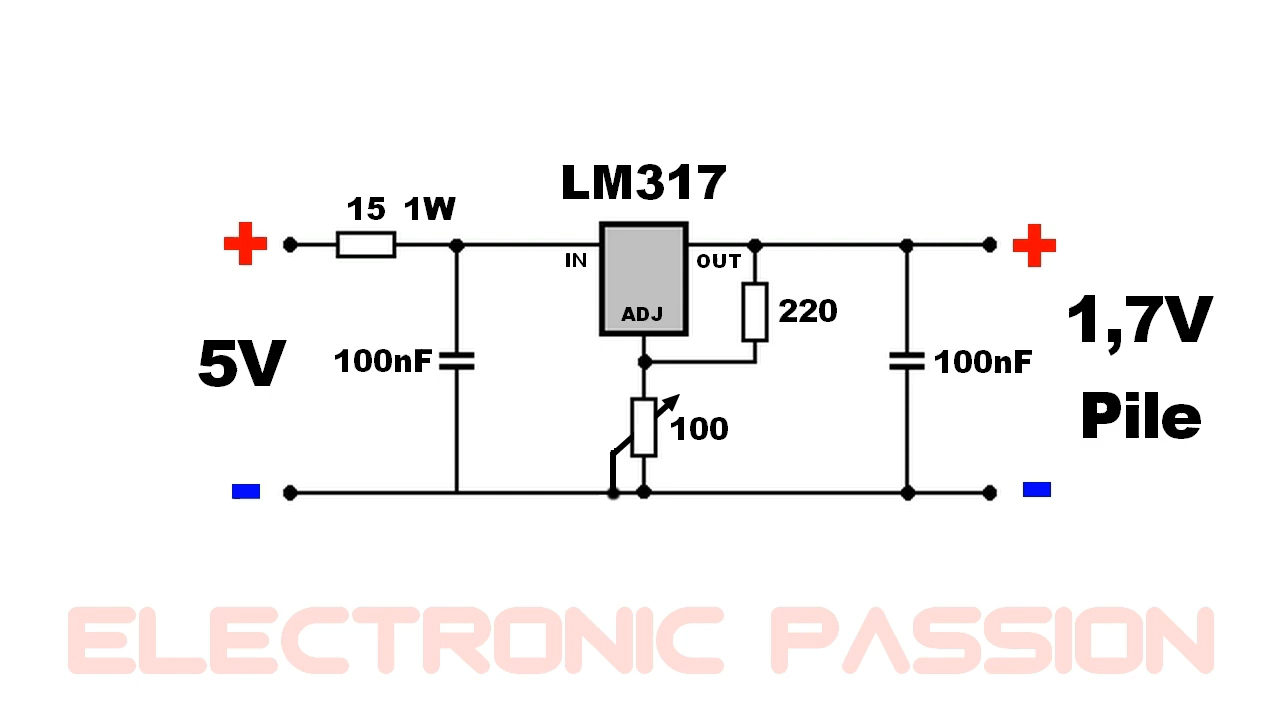 LM317
15 1W
IN
OUT
ADJ
220
5V
100nF
100nF
1,7V
Pile
100
ELECTRONIC PASSION